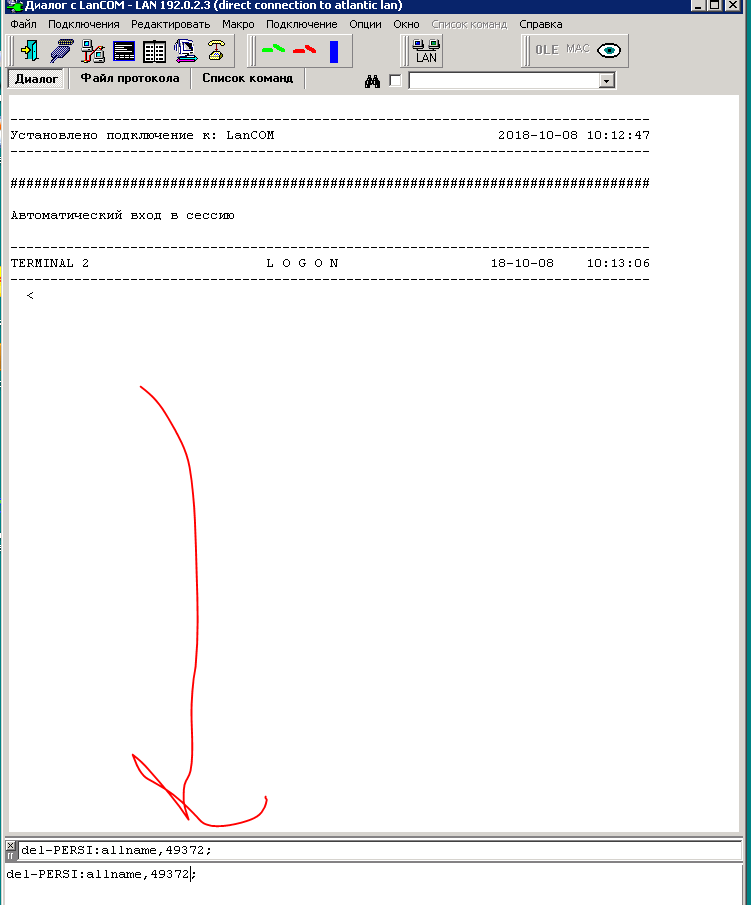 Диалог с LanCOM - LAN 192.0.2.3 (direct connection to atlantic lan)
Файл Подключения Редактировать Макро Подключение Опции Окно Список команд Справка
LAN OLE MAC
Диалог Файл протокола Список команд
--------------------------------------------------------------------------------
Установлено подключение к: LanCOM 2018-10-08 10:12:47
--------------------------------------------------------------------------------
################################################################################
Автоматический вход в сессию
--------------------------------------------------------------------------------
TERMINAL 2 L O G O N 18-10-08 10:13:06
--------------------------------------------------------------------------------
<
del-PERSI:allname,49372;
del-PERSI:allname,49372;